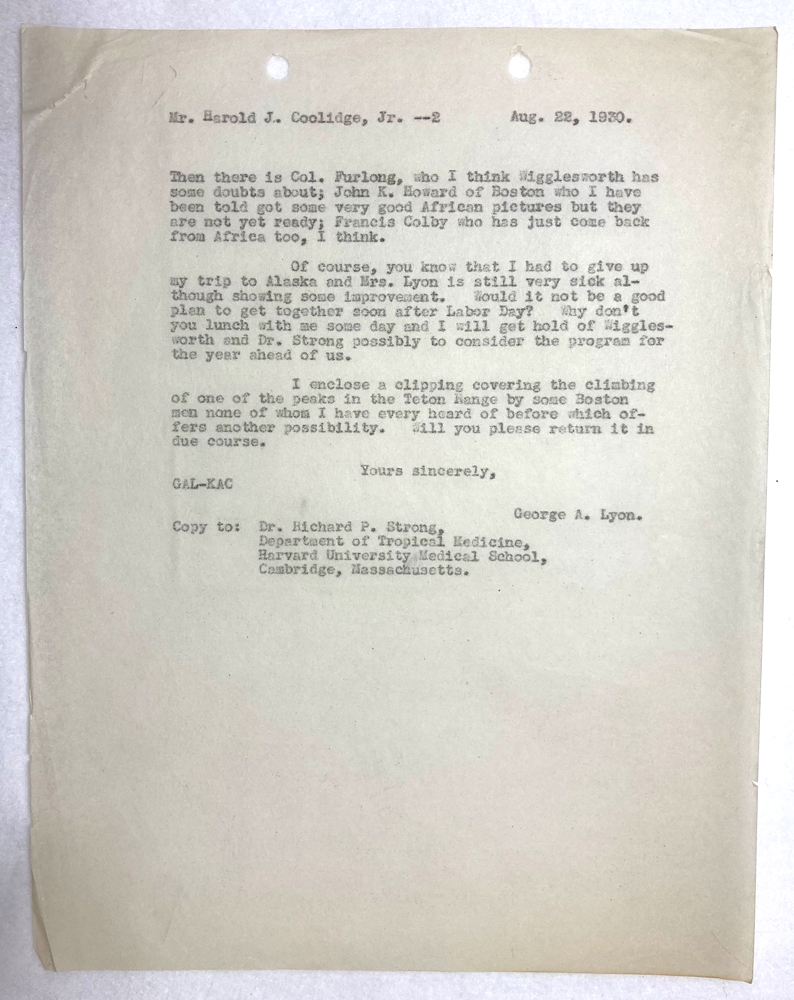 Mr. Harold J. Coolidge, Jr. --2 Aug. 22, 1930.
Then there is Col. Furlong, who I think Wigglesworth has
some doubts about; John K. Howard of Boston who I have
been told got some very good African pictures but they
are not yet ready; Francis Colby who has just come back
from Africa too, I think.
Of course, you know that I had to give up
my trip to Alaska and Mrs. Lyon is still very sick al-
though showing some improvement. Would it not be a good
plan to get together soon after Labor Day? Why don't
you lunch with me some day and I will get hold of Wiggles-
worth and Dr. Strong possibly to consider the program for
the year ahead of us.
I enclose a clipping covering the climbing
of one of the peaks in the Teton Range by some Boston
men none of whom I have every heard of before which of-
fers another possibility. Will you please return it in
due course.
Yours sincerely,
GAL-KAC
George A. Lyon.
Copy to: Dr. Richard P. Strong,
Department of Tropical Medicine,
Harvard University Medical School,
Cambridge, Massachusetts.